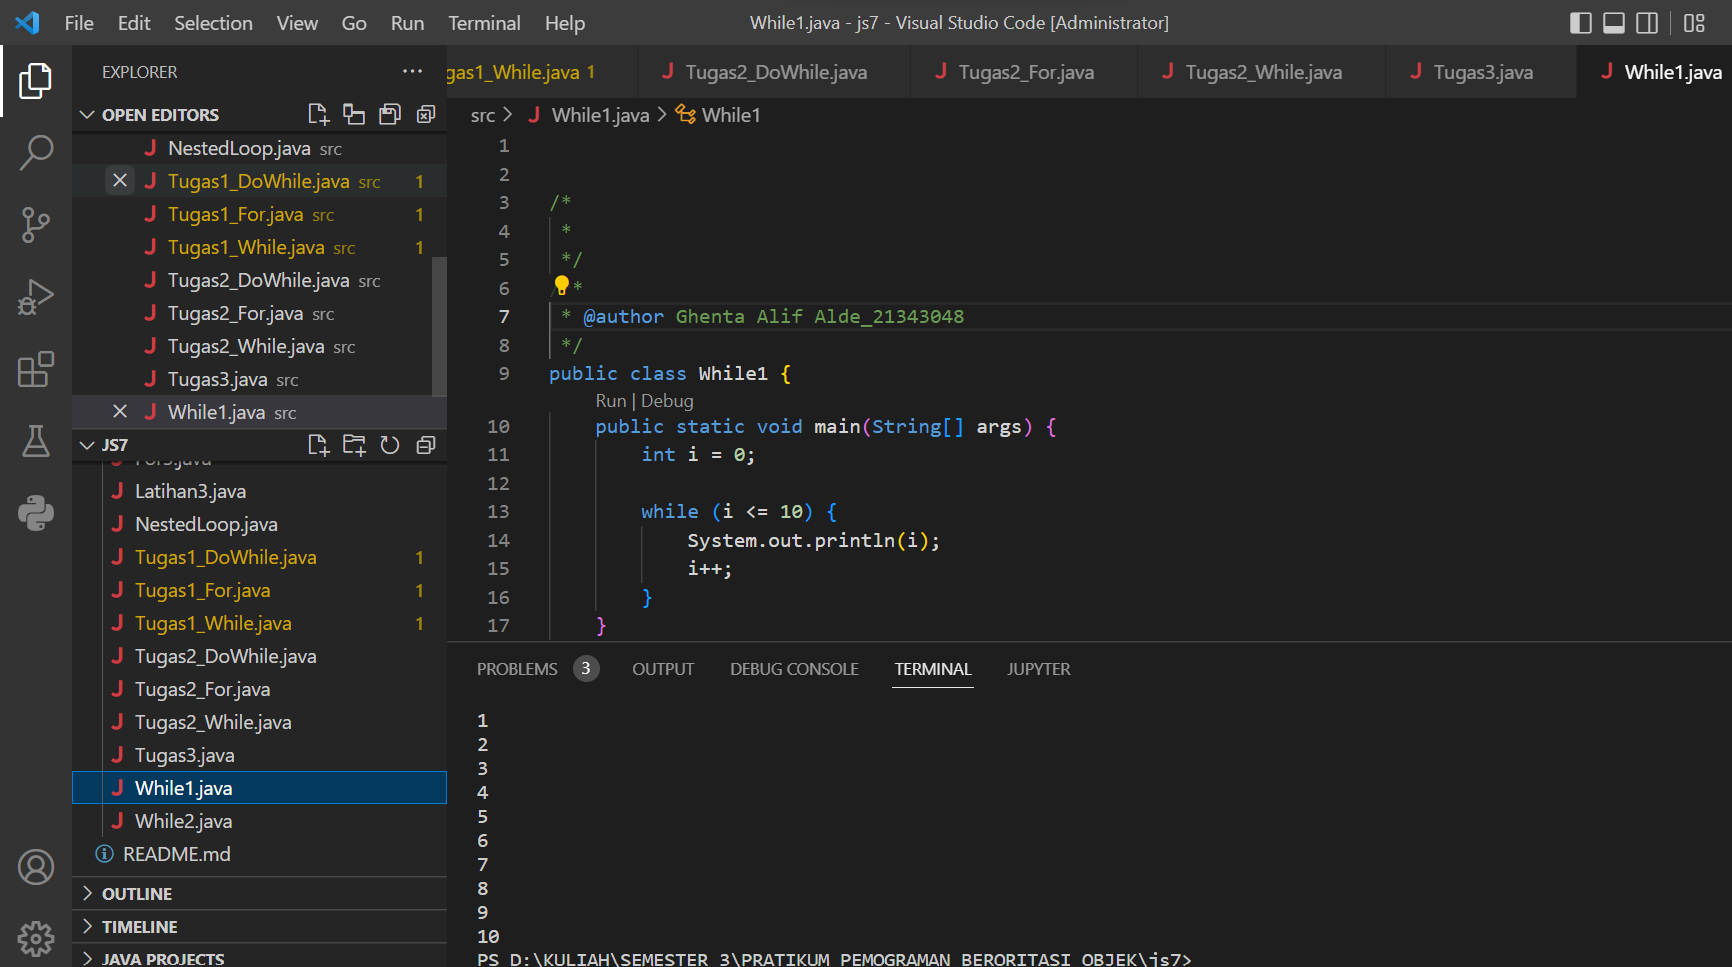 File Edit Selection View Go Run Terminal Help
While1.java - js7 - Visual Studio Code [Administrator]
EXPLORER
OPEN EDITORS
NestedLoop.java src
Tugas1_DoWhile.java src 1
Tugas1_For.java src 1
Tugas1_While.java src 1
Tugas2_DoWhile.java src
Tugas2_For.java src
Tugas2_While.java src
Tugas3.java src
While1.java src
JS7
Latihan3.java
NestedLoop.java
Tugas1_DoWhile.java 1
Tugas1_For.java 1
Tugas1_While.java 1
Tugas2_DoWhile.java
Tugas2_For.java
Tugas2_While.java
Tugas3.java
While1.java
While2.java
README.md
OUTLINE
TIMELINE
JAVA PROJECTS
gas1_While.java 1 Tugas2_DoWhile.java Tugas2_For.java Tugas2_While.java Tugas3.java While1.java
src > While1.java > While1
1
2
3 /*
4 *
5 */
6 *
7 * @author Ghenta Alif Alde_21343048
8 */
9 public class While1 {
Run | Debug
10 public static void main(String[] args) {
11 int i = 0;
12
13 while (i <= 10) {
14 System.out.println(i);
15 i++;
16 }
17 }
PROBLEMS 3 OUTPUT DEBUG CONSOLE TERMINAL JUPYTER
1
2
3
4
5
6
7
8
9
10
PS D:\KULIAH\SEMESTER 3\PRATIKUM PEMOGRAMAN BERORITASI OBJEK\js7>